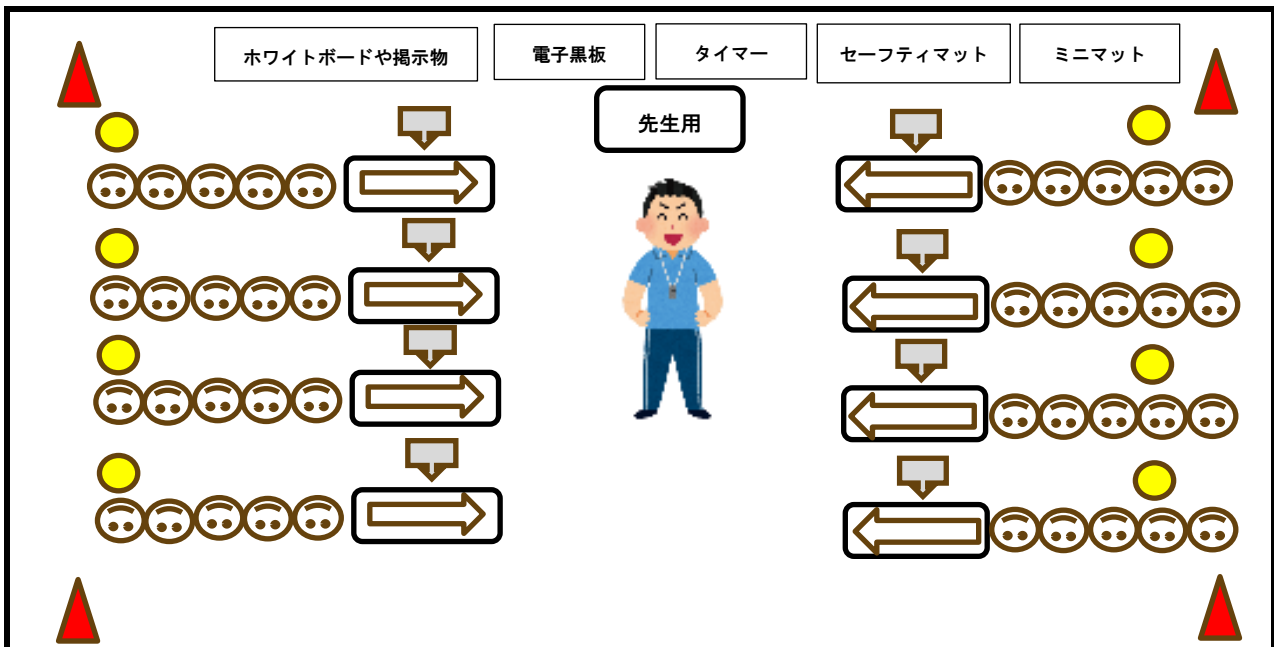 ホワイトボードや掲示物
電子黒板
タイマー
セーフティマット
ミニマット
先生用